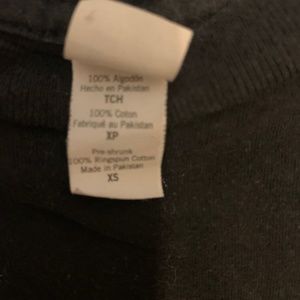 100% Algodón
Hecho en Pakistan
TCH
100% Coton
Fabriqué au Pakistan
XP
Pre-shrunk
100% Ringspun Cotton
Made in Pakistan
XS